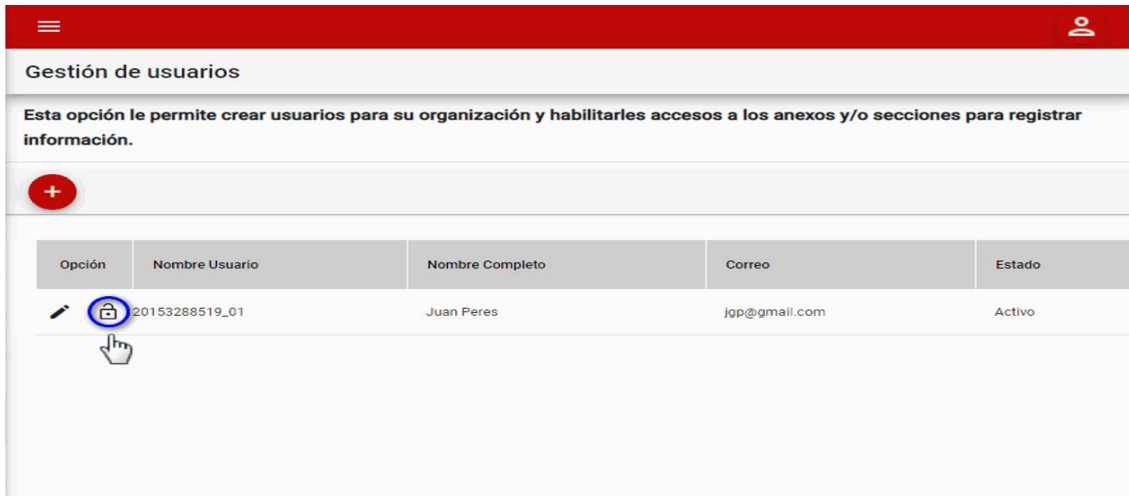 Gestión de usuarios
Esta opción le permite crear usuarios para su organización y habilitarles accesos a los anexos y/o secciones para registrar
información.
Opción Nombre Usuario Nombre Completo Correo Estado
20153288519_01 Juan Peres jgp@gmail.com Activo